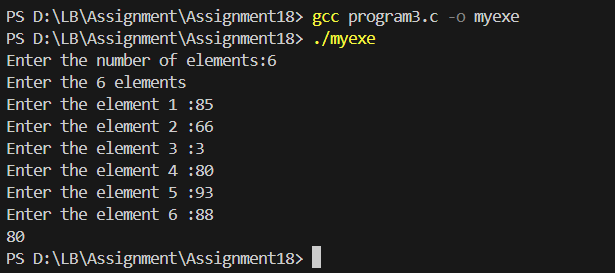 PS D:\LB\Assignment\Assignment18> gcc program3.c -o myexe
PS D:\LB\Assignment\Assignment18> ./myexe
Enter the number of elements:6
Enter the 6 elements
Enter the element 1 :85
Enter the element 2 :66
Enter the element 3 :3
Enter the element 4 :80
Enter the element 5 :93
Enter the element 6 :88
80
PS D:\LB\Assignment\Assignment18>